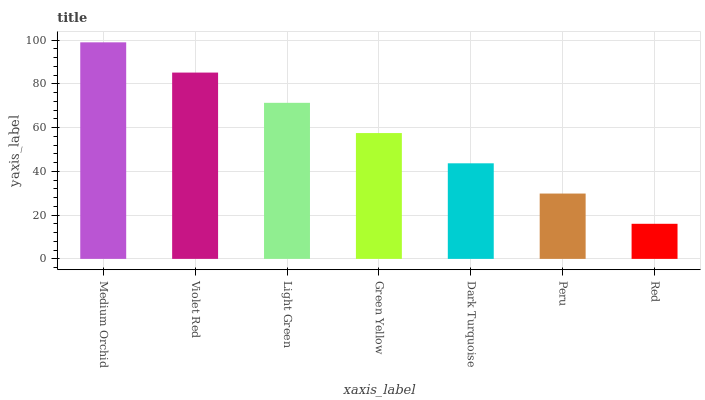 title
yaxis_label
100
80
60
40
20
0
Medium Orchid
Violet Red
Light Green
Green Yellow
Dark Turquoise
Peru
Red
xaxis_label